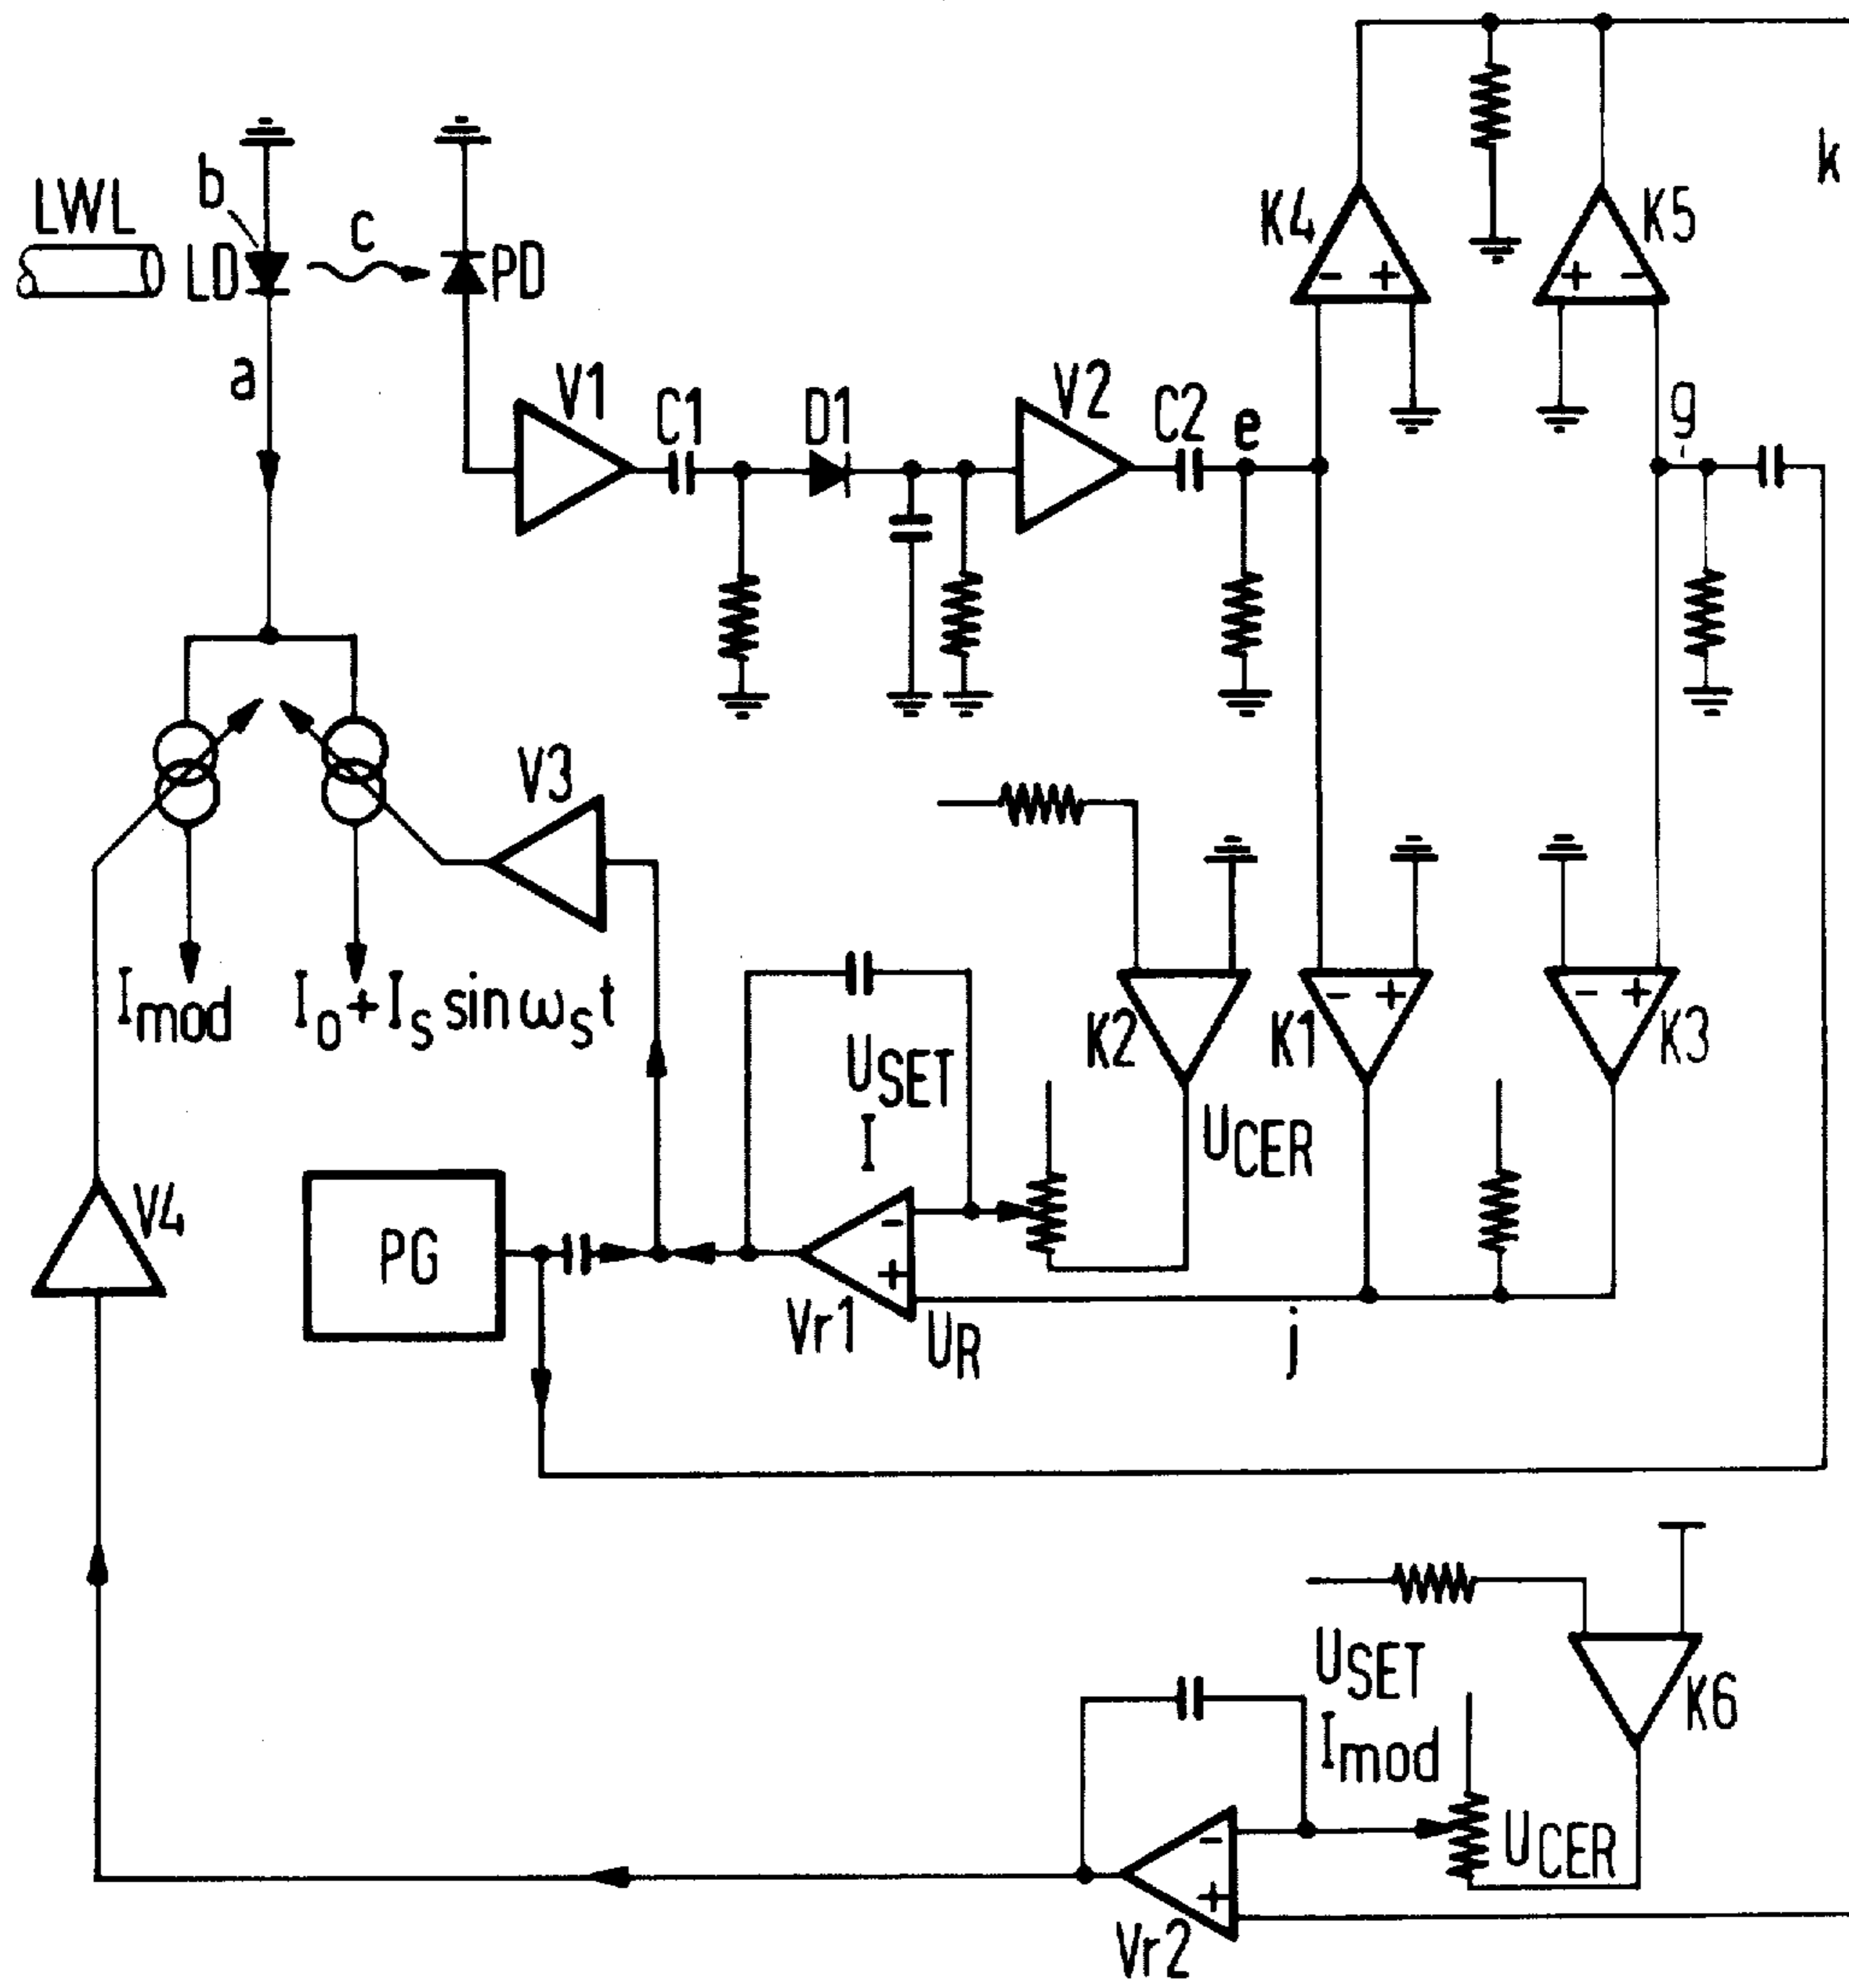 k
b
LWL
c
LD
PD
K4
- +
K5
+ -
a
V1
C1
D1
V2
C2
e
g
V3
Imod
Io+Is sin ωst
K2
K1
- +
K3
- +
USET
I
UCER
V4
PG
-
+
Vr1
UR
j
USET
Imod
K6
UCER
-
+
Vr2